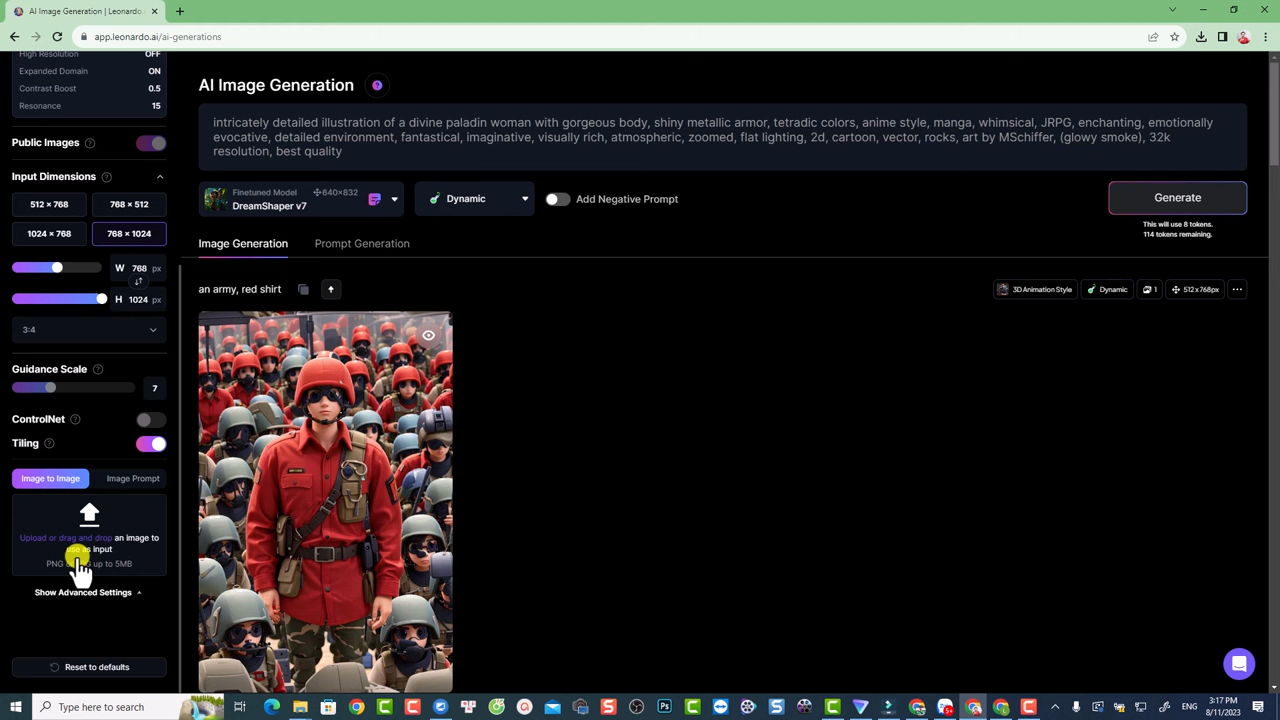 AI Image Generation | Leonardo.
app.leonardo.ai/ai-generations
High Resolution OFF
Expanded Domain ON
Contrast Boost 0.5
Resonance 15
Public Images
Input Dimensions
512 × 768 768 × 512
1024 × 768 768 × 1024
W 768 px
H 1024 px
3:4
Guidance Scale
7
ControlNet
Tiling
Image to Image Image Prompt
Upload or drag and drop an image to
use as input
PNG up to 5MB
Show Advanced Settings
Reset to defaults
AI Image Generation
intricately detailed illustration of a divine paladin woman with gorgeous body, shiny metallic armor, tetradic colors, anime style, manga, whimsical, JRPG, enchanting, emotionally
evocative, detailed environment, fantastical, imaginative, visually rich, atmospheric, zoomed, flat lighting, 2d, cartoon, vector, rocks, art by MSchiffer, (glowy smoke), 32k
resolution, best quality
Finetuned Model 640×832
DreamShaper v7
Dynamic
Add Negative Prompt
Generate
This will use 8 tokens.
114 tokens remaining.
Image Generation Prompt Generation
an army, red shirt
3D Animation Style Dynamic 1 512x768px
Type here to search
ENG
3:17 PM
8/11/2023